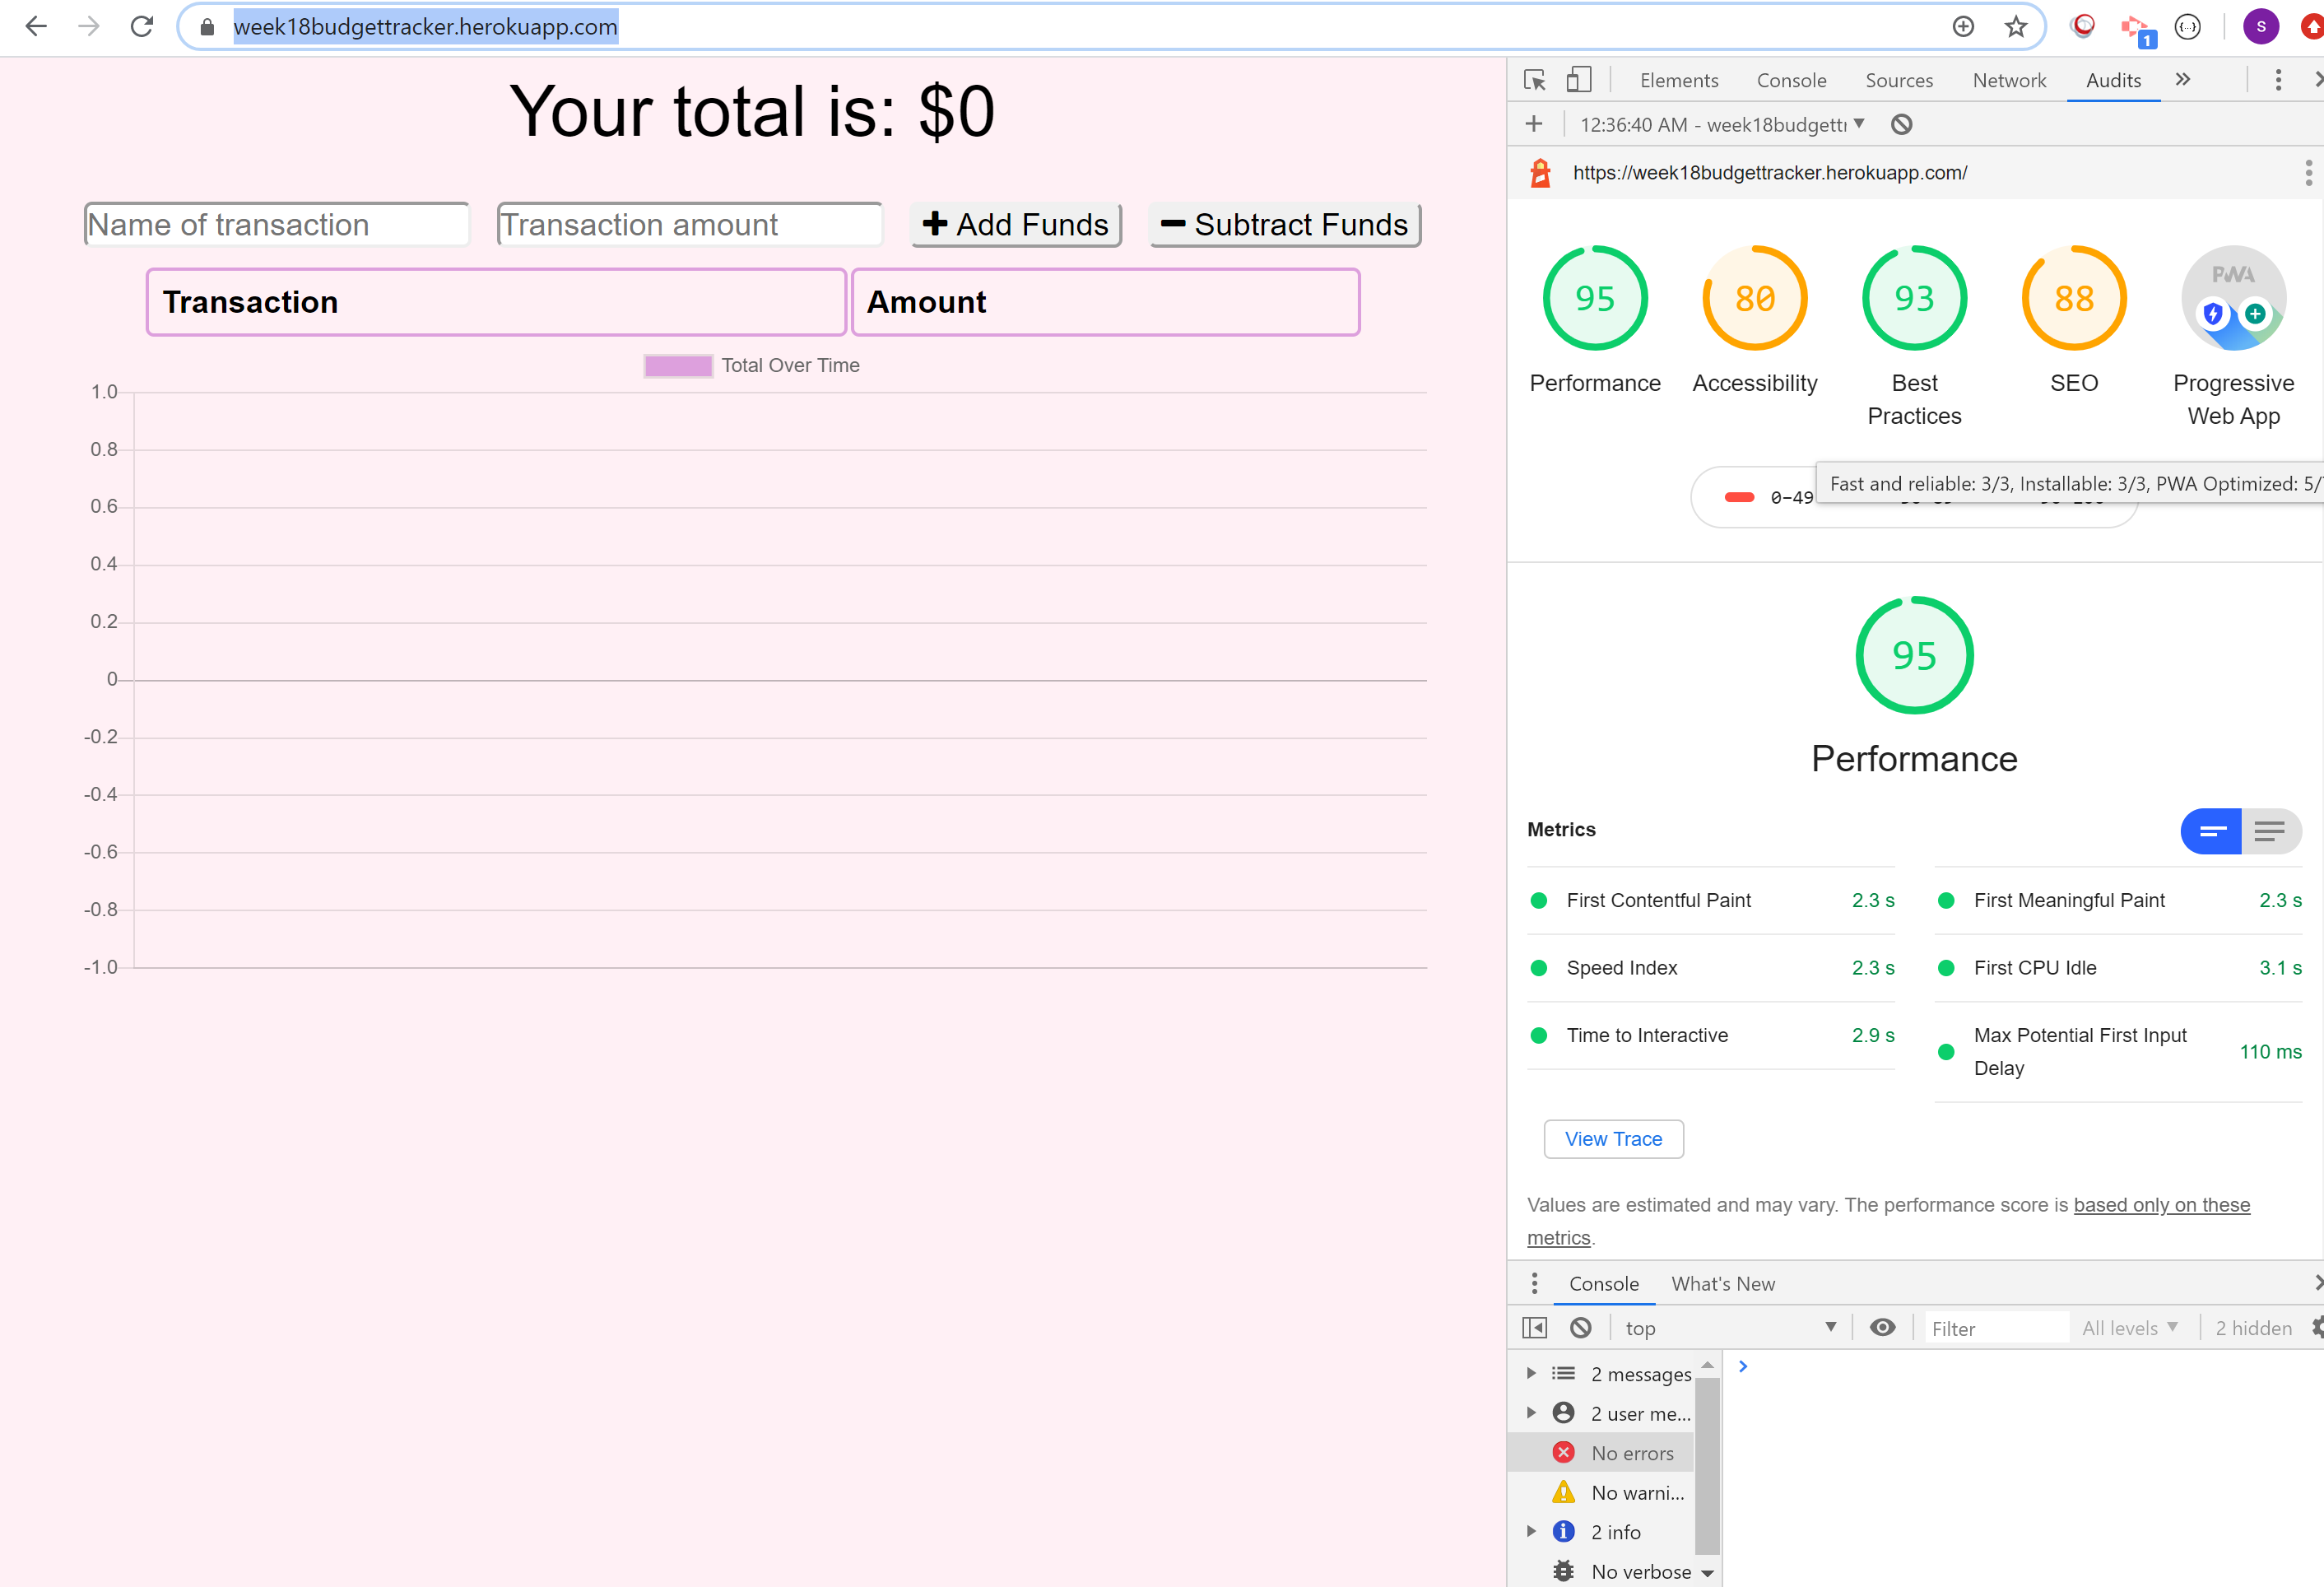 week18budgettracker.herokuapp.com
1
S
Your total is: $0
Name of transaction
Transaction amount
Add Funds
Subtract Funds
Transaction
Amount
Total Over Time
1.0
0.8
0.6
0.4
0.2
0
-0.2
-0.4
-0.6
-0.8
-1.0
Elements Console Sources Network Audits
12:36:40 AM - week18budgettr
https://week18budgettracker.herokuapp.com/
95 80 93 88 PWA
Performance Accessibility Best Practices SEO Progressive Web App
0–49
Fast and reliable: 3/3, Installable: 3/3, PWA Optimized: 5/
95
Performance
Metrics
First Contentful Paint 2.3 s
First Meaningful Paint 2.3 s
Speed Index 2.3 s
First CPU Idle 3.1 s
Time to Interactive 2.9 s
Max Potential First Input Delay 110 ms
View Trace
Values are estimated and may vary. The performance score is based only on these
metrics.
Console What's New
top Filter All levels 2 hidden
2 messages
2 user me...
No errors
No warni...
2 info
No verbose